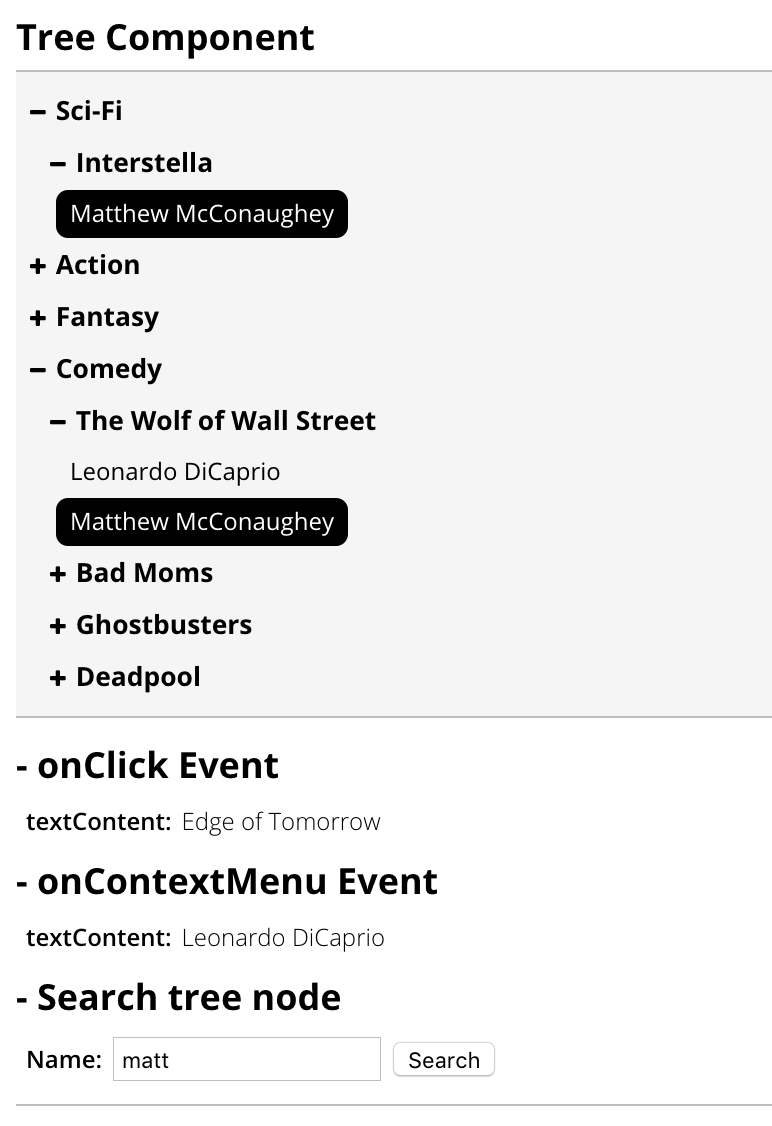 Tree Component
− Sci-Fi
− Interstella
Matthew McConaughey
+ Action
+ Fantasy
− Comedy
− The Wolf of Wall Street
Leonardo DiCaprio
Matthew McConaughey
+ Bad Moms
+ Ghostbusters
+ Deadpool
- onClick Event
textContent: Edge of Tomorrow
- onContextMenu Event
textContent: Leonardo DiCaprio
- Search tree node
Name: matt Search